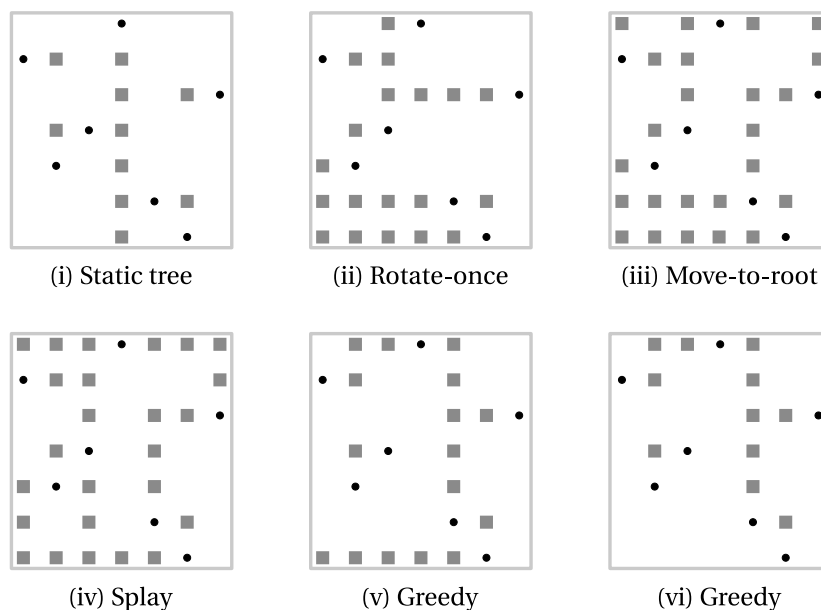 (i) Static tree
(ii) Rotate-once
(iii) Move-to-root
(iv) Splay
(v) Greedy
(vi) Greedy